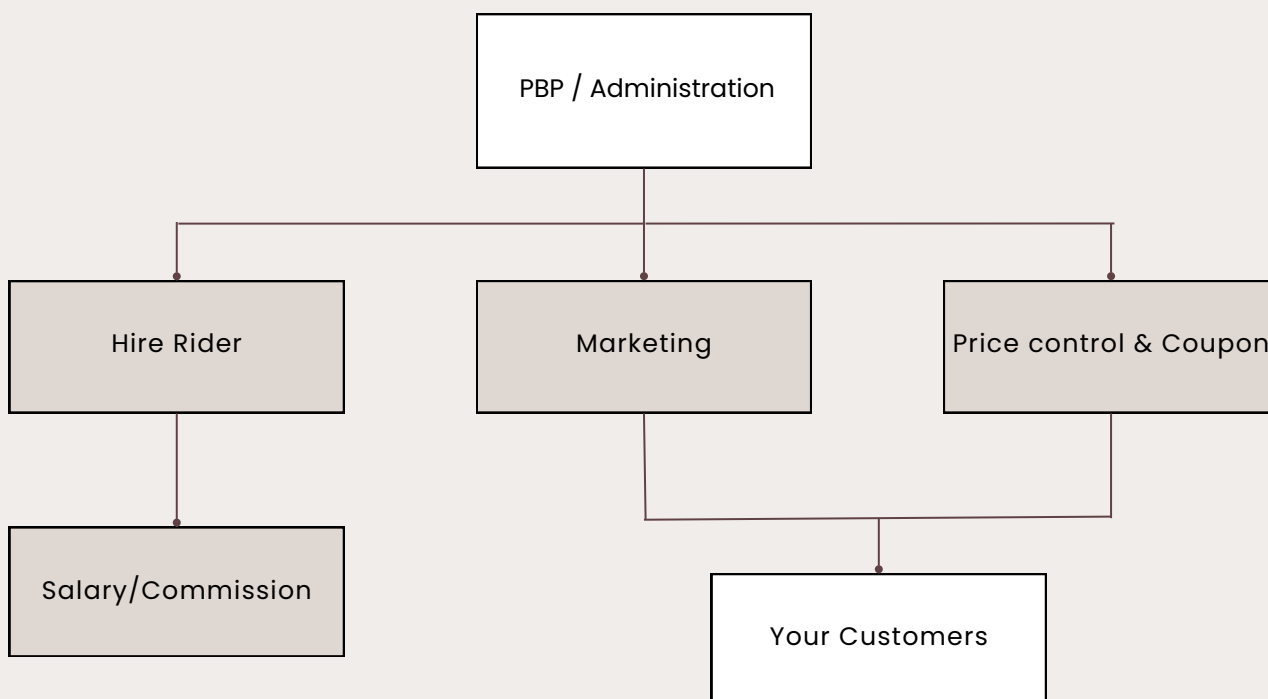 PBP / Administration
Hire Rider
Marketing
Price control & Coupon
Salary/Commission
Your Customers